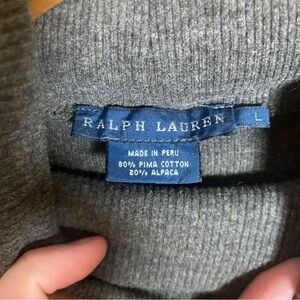 RALPH LAUREN
L
MADE IN PERU
80% PIMA COTTON
20% ALPACA